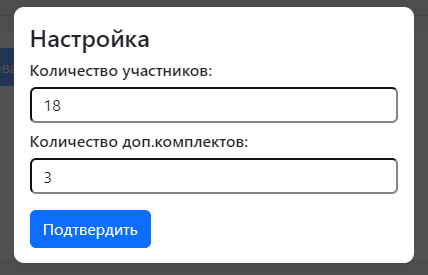 Настройка
Количество участников:
18
Количество доп.комплектов:
3
Подтвердить